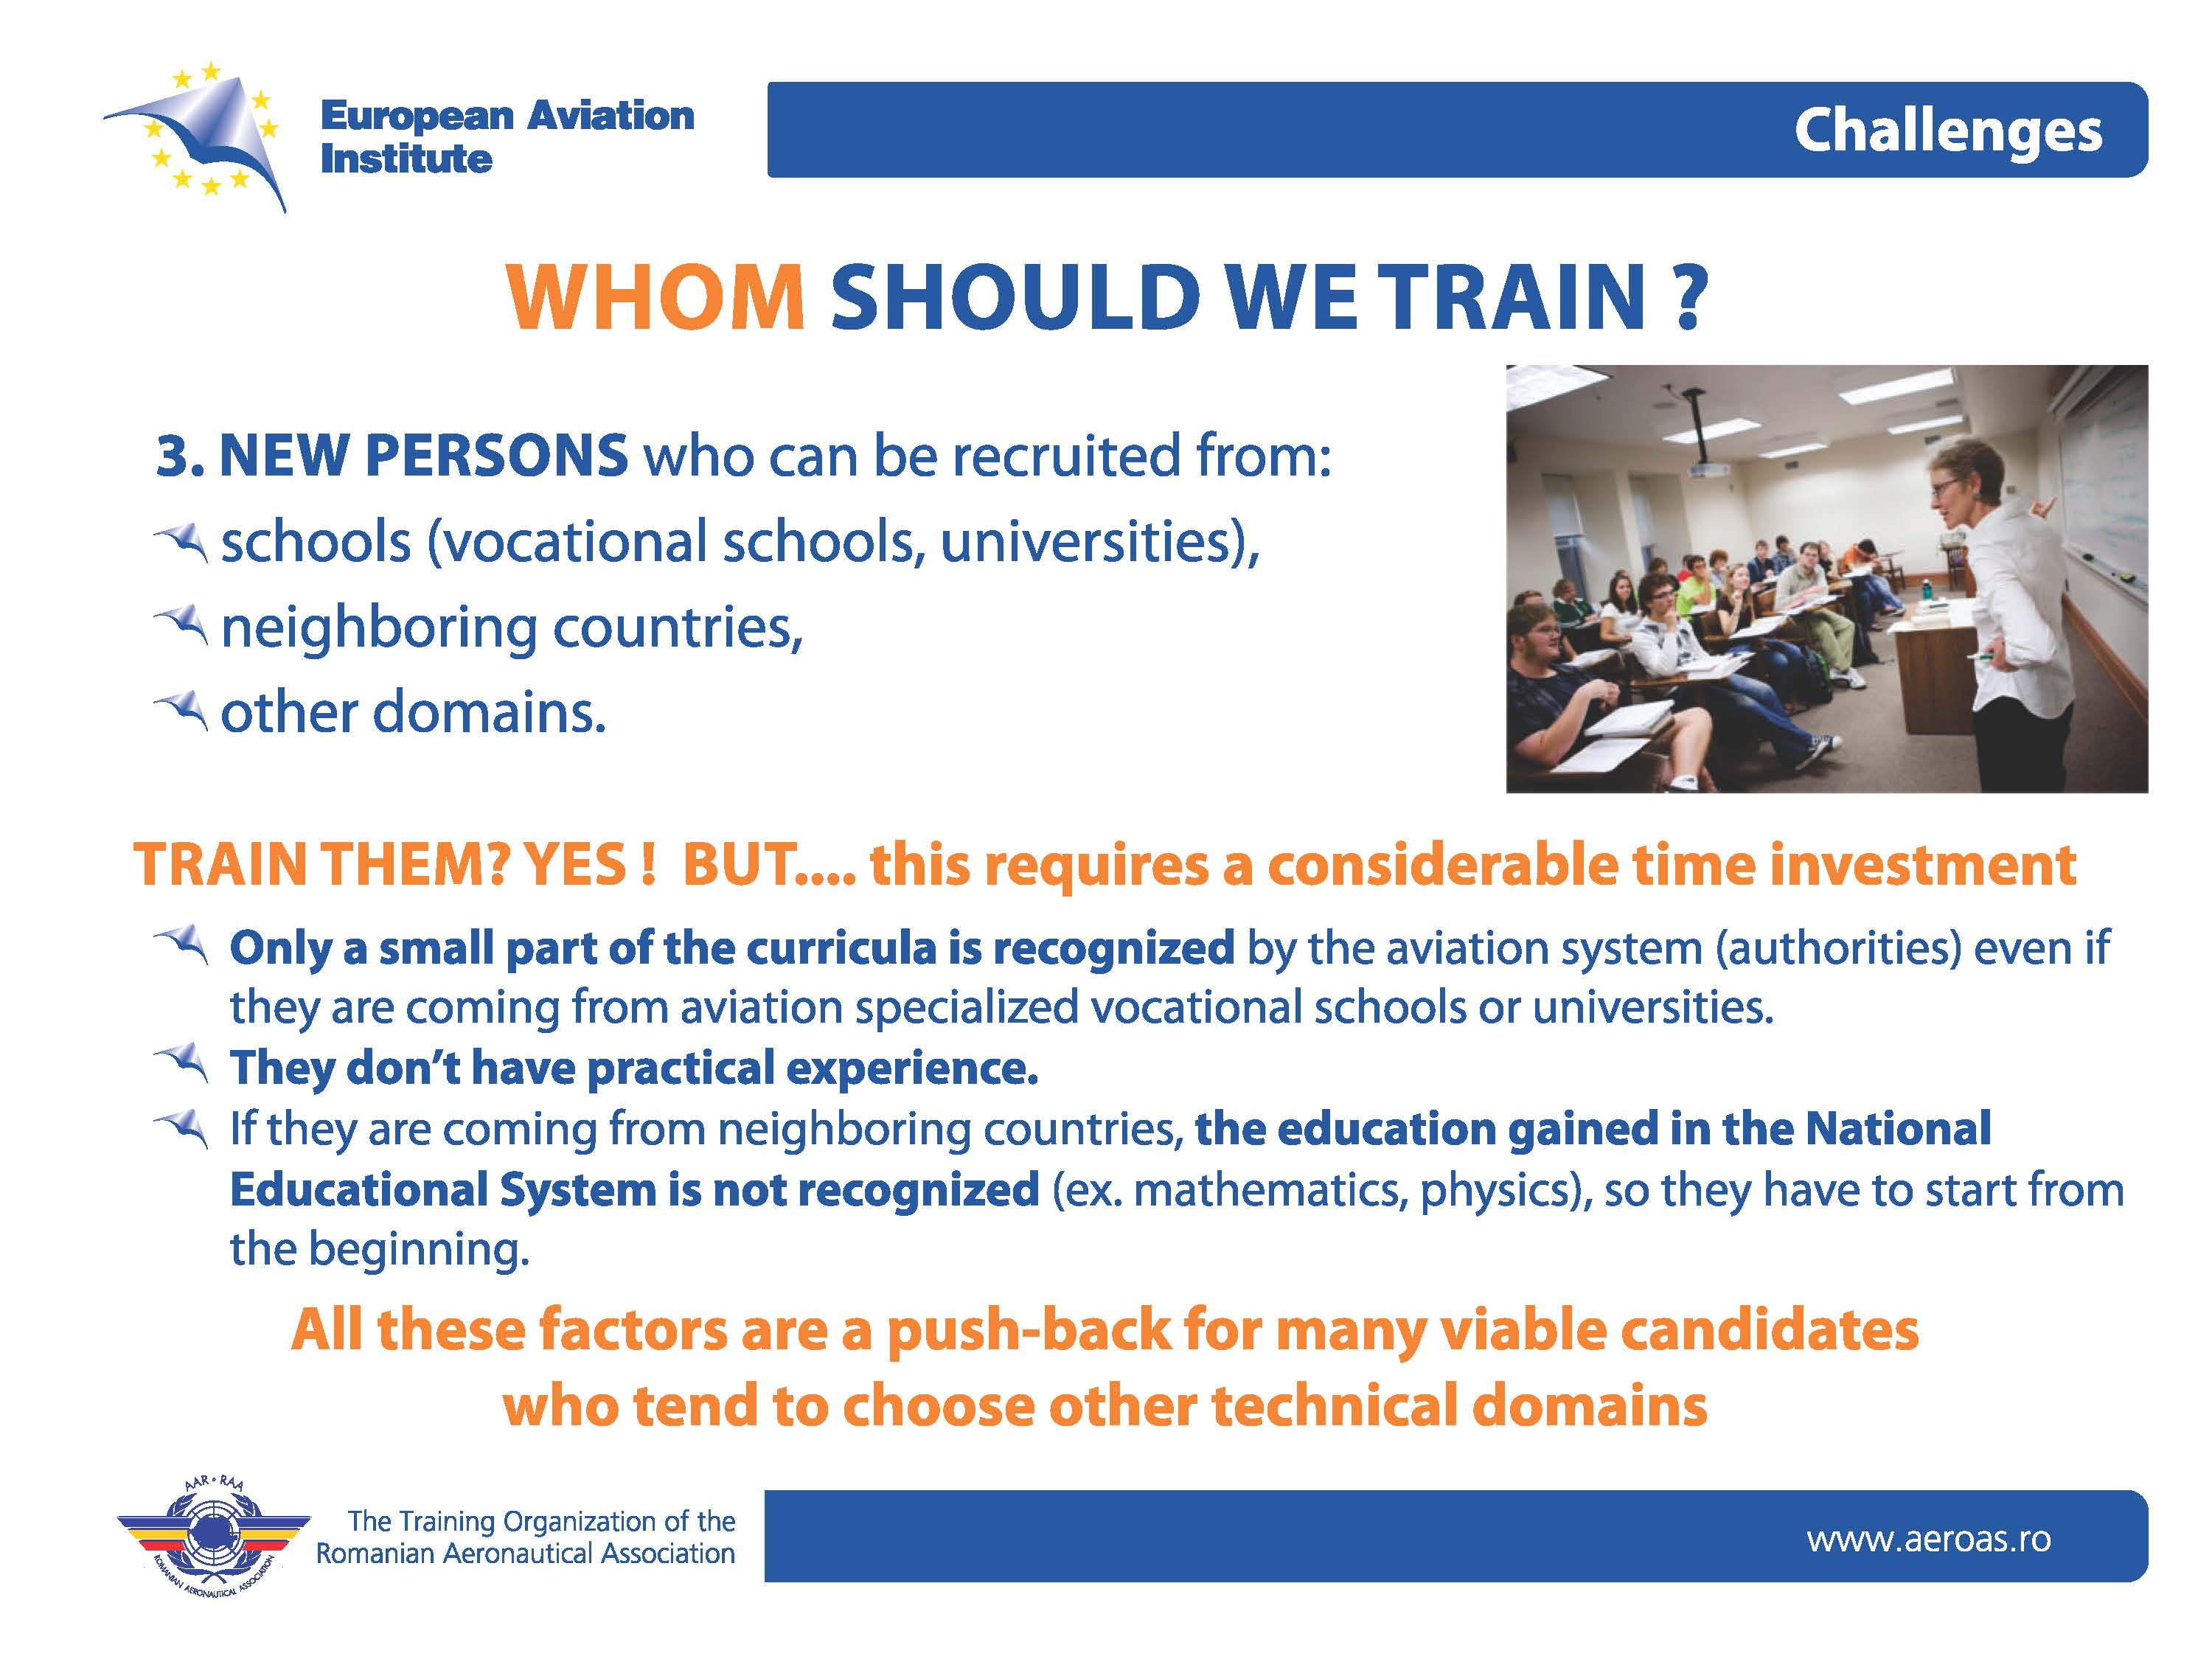 European Aviation
Institute
Challenges
WHOM SHOULD WE TRAIN ?
3. NEW PERSONS who can be recruited from:
schools (vocational schools, universities),
neighboring countries,
other domains.
TRAIN THEM? YES ! BUT.... this requires a considerable time investment
Only a small part of the curricula is recognized by the aviation system (authorities) even if
they are coming from aviation specialized vocational schools or universities.
They don’t have practical experience.
If they are coming from neighboring countries, the education gained in the National
Educational System is not recognized (ex. mathematics, physics), so they have to start from
the beginning.
All these factors are a push-back for many viable candidates
who tend to choose other technical domains
AAR • RAA
ROMANIAN AERONAUTICAL ASSOCIATION
The Training Organization of the
Romanian Aeronautical Association
www.aeroas.ro